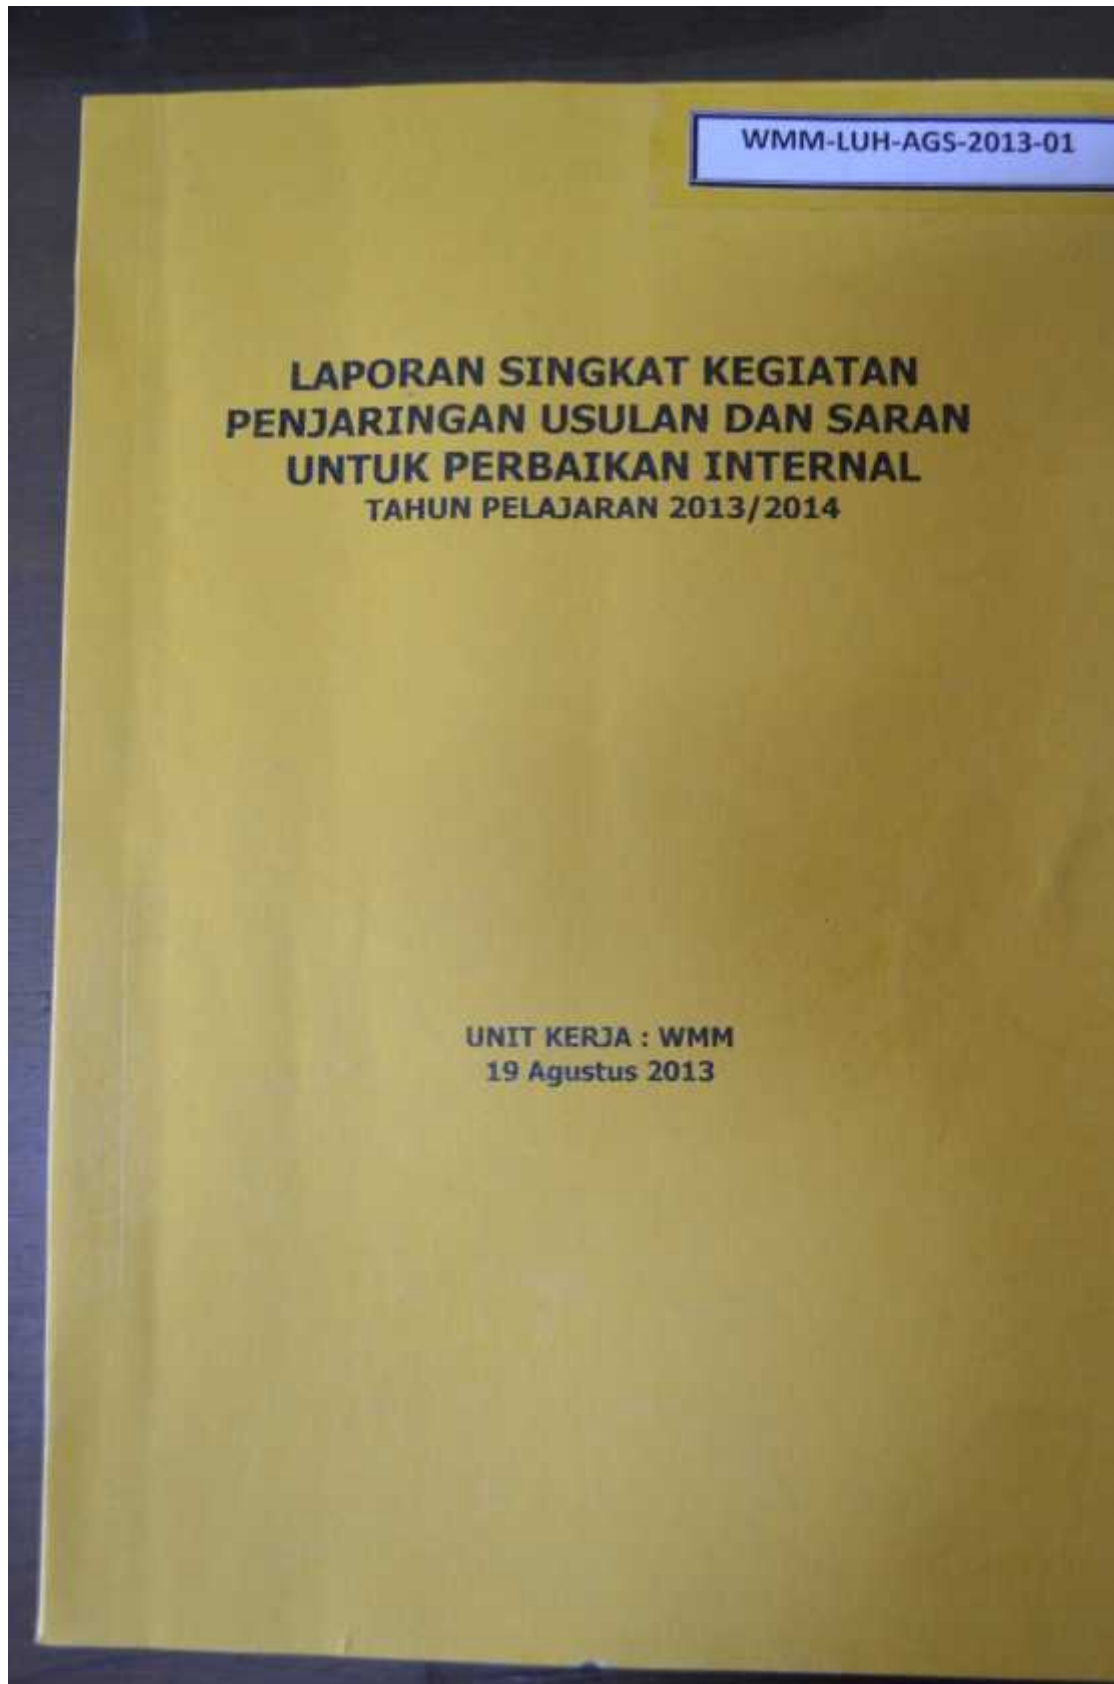 WMM-LUH-AGS-2013-01
LAPORAN SINGKAT KEGIATAN
PENJARINGAN USULAN DAN SARAN
UNTUK PERBAIKAN INTERNAL
TAHUN PELAJARAN 2013/2014
UNIT KERJA : WMM
19 Agustus 2013